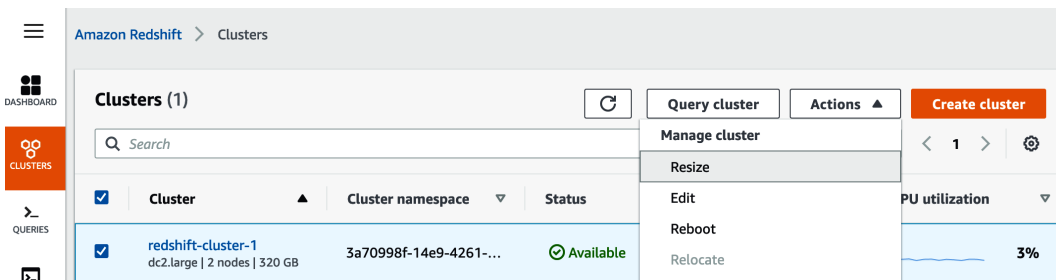 Amazon Redshift > Clusters
DASHBOARD
Clusters (1)
Query cluster
Actions ▲
Create cluster
Search
Manage cluster
< 1 >
CLUSTERS
Resize
Cluster ▲
Cluster namespace ▽
Status
Edit
PU utilization ▽
QUERIES
Reboot
redshift-cluster-1
dc2.large | 2 nodes | 320 GB
3a70998f-14e9-4261-...
Available
3%
Relocate